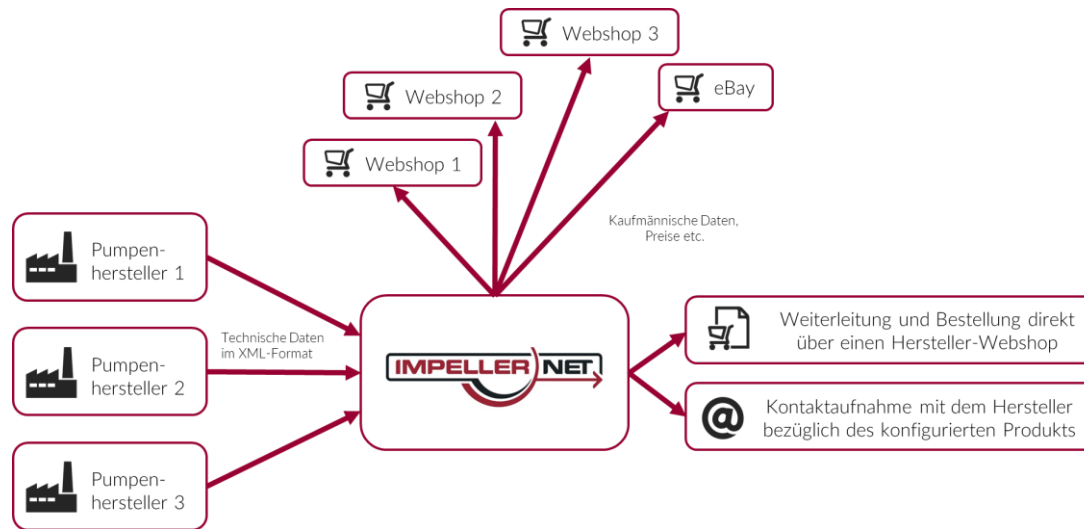 Webshop 3
Webshop 2
eBay
Webshop 1
Kaufmännische Daten,
Preise etc.
Pumpen-
hersteller 1
Technische Daten
im XML-Format
Pumpen-
hersteller 2
Pumpen-
hersteller 3
IMPELLER NET
Weiterleitung und Bestellung direkt
über einen Hersteller-Webshop
@ Kontaktaufnahme mit dem Hersteller
bezüglich des konfigurierten Produkts